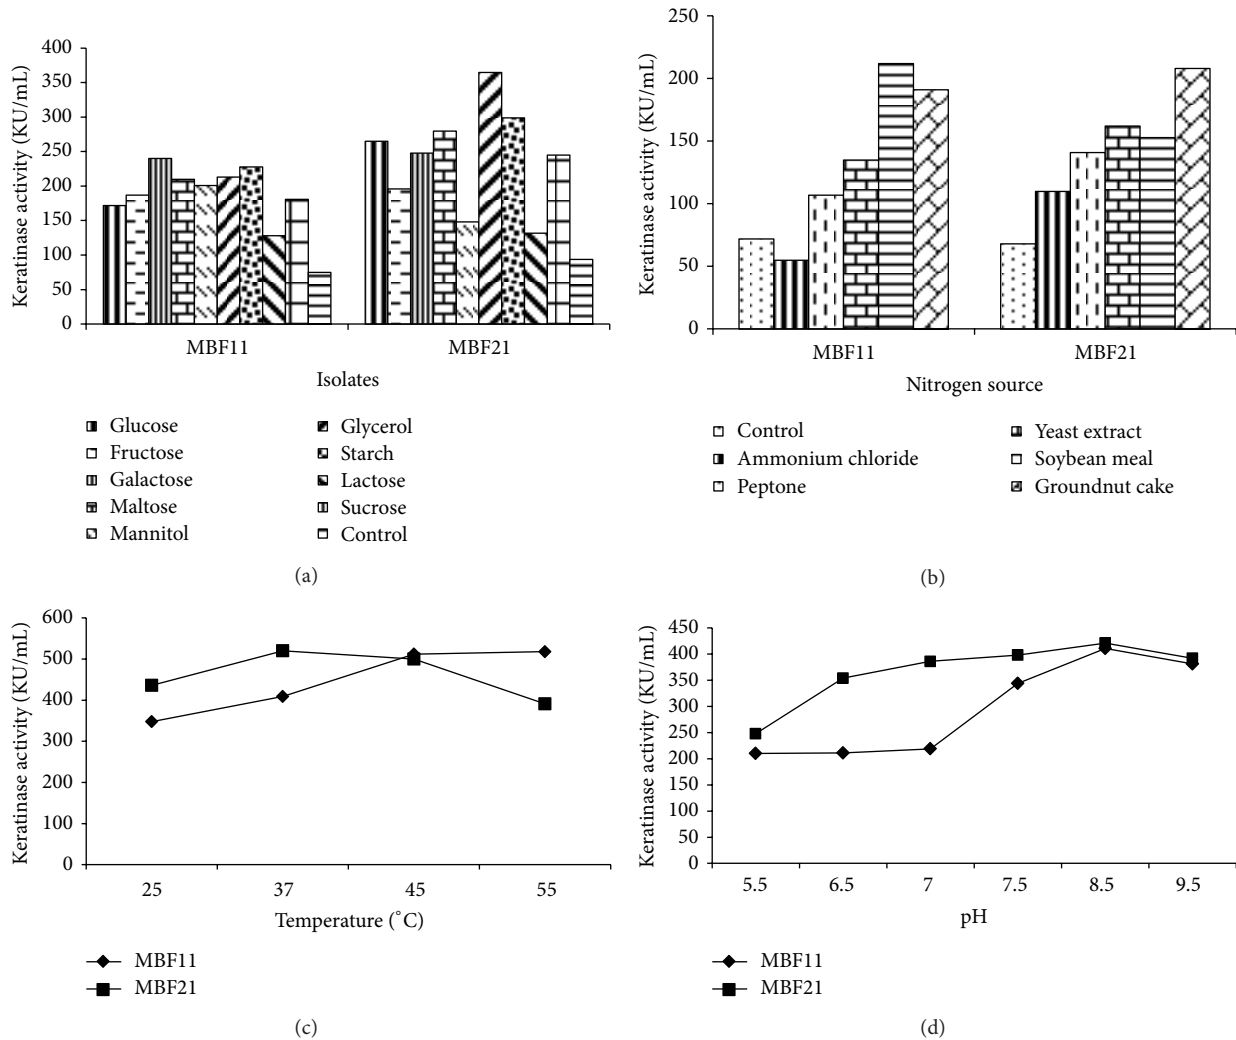 Keratinase activity (KU/mL)
400
350
300
250
200
150
100
50
0
MBF11
MBF21
Isolates
Glucose
Fructose
Galactose
Maltose
Mannitol
Glycerol
Starch
Lactose
Sucrose
Control
(a)
Keratinase activity (KU/mL)
250
200
150
100
50
0
MBF11
MBF21
Nitrogen source
Control
Ammonium chloride
Peptone
Yeast extract
Soybean meal
Groundnut cake
(b)
Keratinase activity (KU/mL)
600
500
400
300
200
100
0
25
37
45
55
Temperature (°C)
MBF11
MBF21
(c)
Keratinase activity (KU/mL)
450
400
350
300
250
200
150
100
50
0
5.5
6.5
7
7.5
8.5
9.5
pH
MBF11
MBF21
(d)